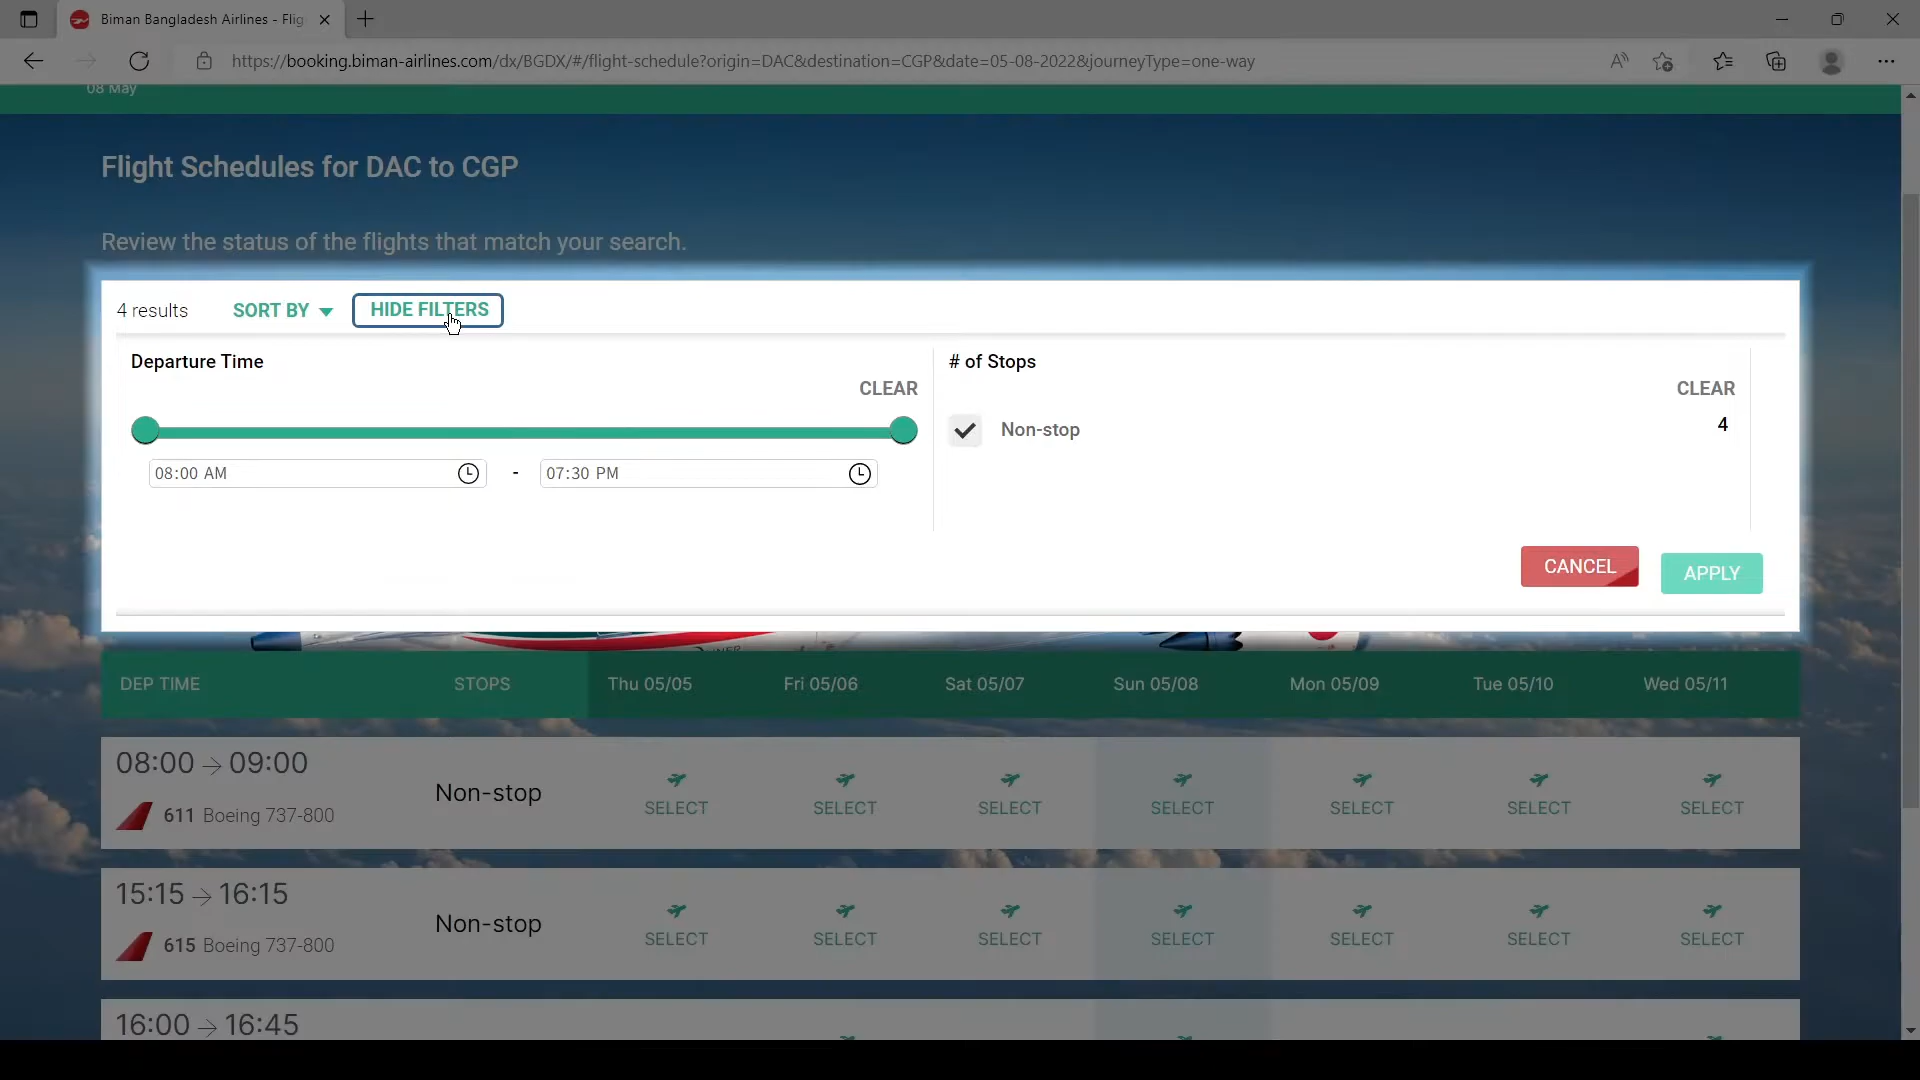 Biman Bangladesh Airlines - Flig
https://booking.biman-airlines.com/dx/BGDX/#/flight-schedule?origin=DAC&destination=CGP&date=05-08-2022&journeyType=one-way
08 May
Flight Schedules for DAC to CGP
Review the status of the flights that match your search.
4 results SORT BY HIDE FILTERS
Departure Time # of Stops
CLEAR CLEAR
Non-stop 4
08:00 AM - 07:30 PM
CANCEL APPLY
DEP TIME STOPS Thu 05/05 Fri 05/06 Sat 05/07 Sun 05/08 Mon 05/09 Tue 05/10 Wed 05/11
08:00 → 09:00
Non-stop SELECT SELECT SELECT SELECT SELECT SELECT SELECT
611 Boeing 737-800
15:15 → 16:15
Non-stop SELECT SELECT SELECT SELECT SELECT SELECT SELECT
615 Boeing 737-800
16:00 → 16:45